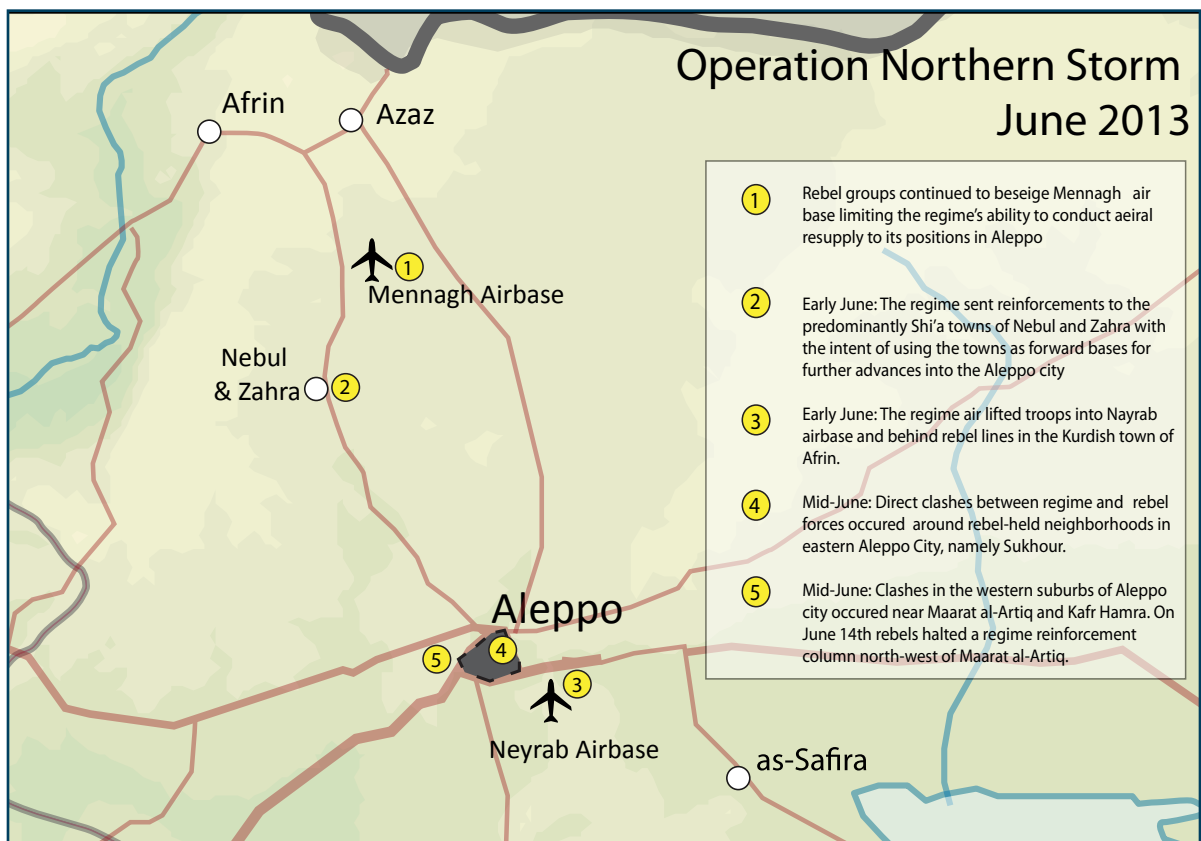 Operation Northern Storm
June 2013
Afrin
Azaz
1
Mennagh Airbase
Nebul
& Zahra
2
Aleppo
4
5
3
Neyrab Airbase
as-Safira
1
Rebel groups continued to beseige Mennagh air
base limiting the regime's ability to conduct aeiral
resupply to its positions in Aleppo
2
Early June: The regime sent reinforcements to the
predominantly Shi'a towns of Nebul and Zahra with
the intent of using the towns as forward bases for
further advances into the Aleppo city
3
Early June: The regime air lifted troops into Nayrab
airbase and behind rebel lines in the Kurdish town of
Afrin.
4
Mid-June: Direct clashes between regime and rebel
forces occured around rebel-held neighborhoods in
eastern Aleppo City, namely Sukhour.
5
Mid-June: Clashes in the western suburbs of Aleppo
city occured near Maarat al-Artiq and Kafr Hamra. On
June 14th rebels halted a regime reinforcement
column north-west of Maarat al-Artiq.